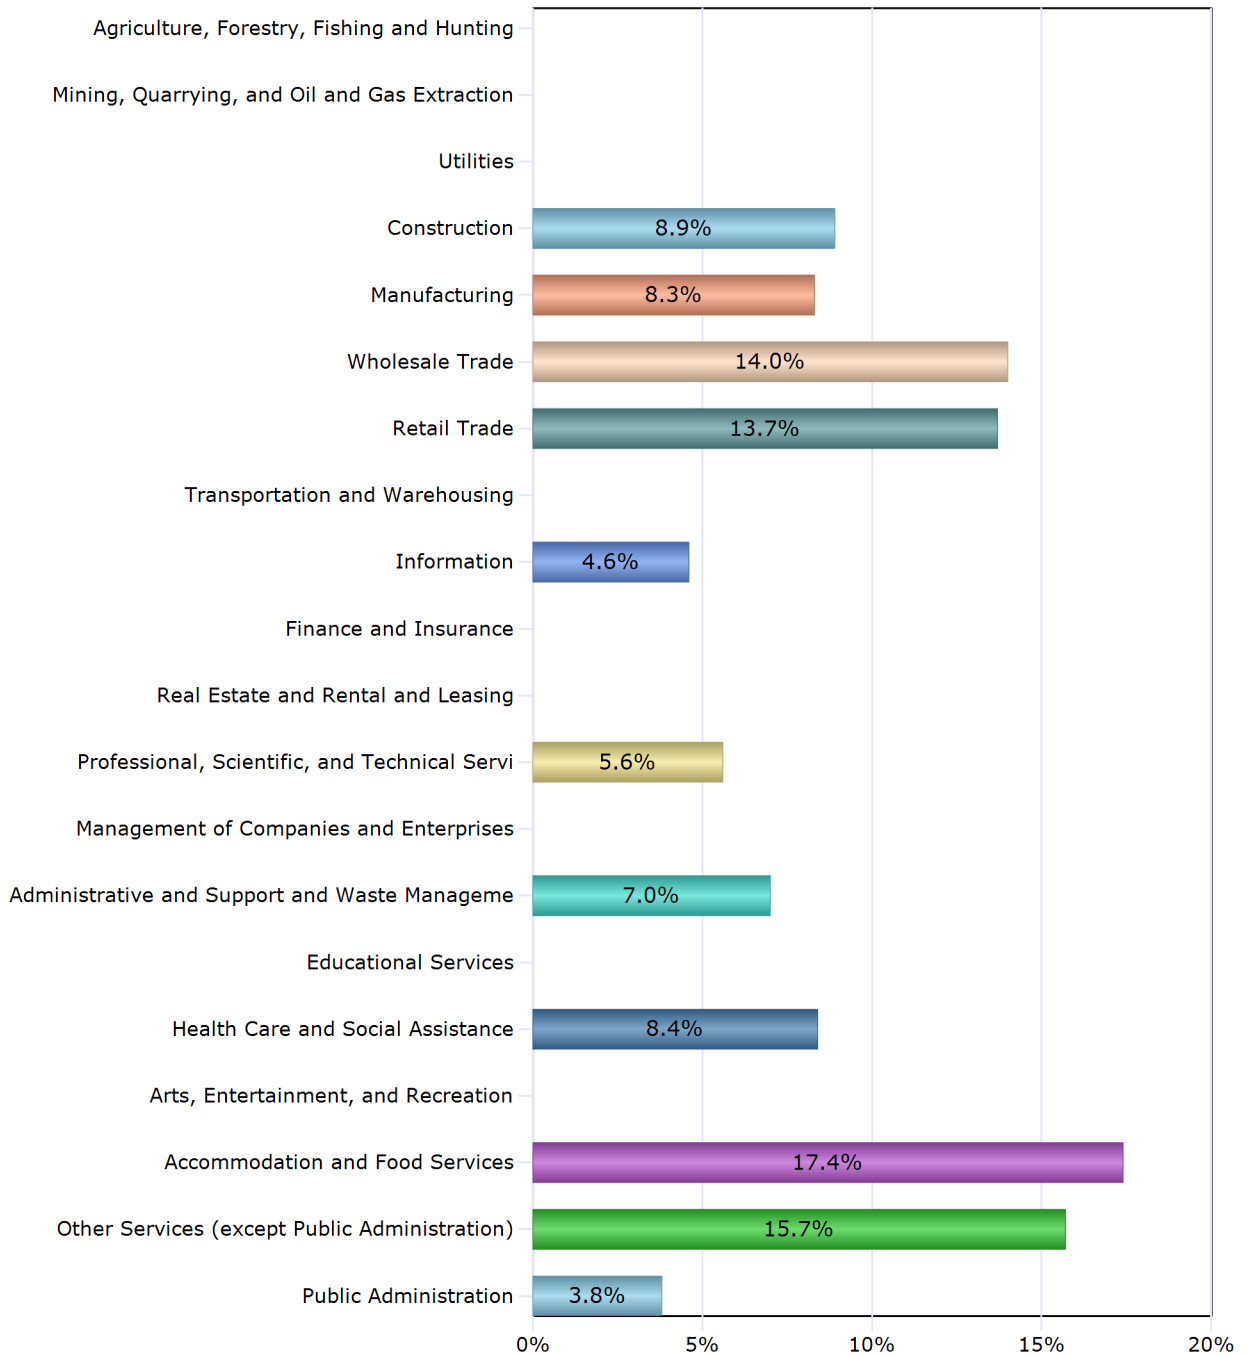 Agriculture, Forestry, Fishing and Hunting
Mining, Quarrying, and Oil and Gas Extraction
Utilities
Construction 8.9%
Manufacturing 8.3%
Wholesale Trade 14.0%
Retail Trade 13.7%
Transportation and Warehousing
Information 4.6%
Finance and Insurance
Real Estate and Rental and Leasing
Professional, Scientific, and Technical Servi 5.6%
Management of Companies and Enterprises
Administrative and Support and Waste Manageme 7.0%
Educational Services
Health Care and Social Assistance 8.4%
Arts, Entertainment, and Recreation
Accommodation and Food Services 17.4%
Other Services (except Public Administration) 15.7%
Public Administration 3.8%
0% 5% 10% 15% 20%